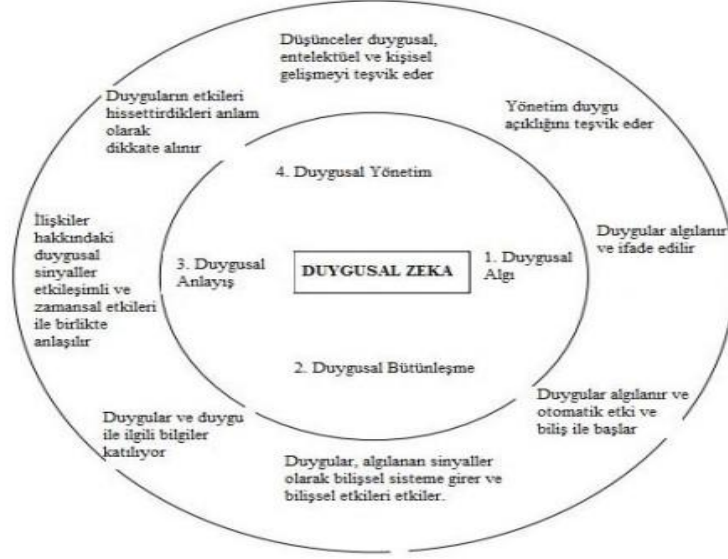 Düşünceler duygusal,
entelektüel ve kişisel
gelişmeyi teşvik eder
Duyguların etkileri
hissettirdikleri anlam
olarak
dikkate alınır
Yönetim duygu
açıklığını teşvik eder
4. Duygusal Yönetim
İlişkiler
hakkındaki
duygusal
sinyaller
etkileşimli ve
zamansal etkileri
ile birlikte
anlaşılır
3. Duygusal
Anlayış
DUYGUSAL ZEKA
1. Duygusal
Algı
Duygular algılanır
ve ifade edilir
2. Duygusal Bütünleşme
Duygular algılanır ve
otomatik etki ve
biliş ile başlar
Duygular ve duygu
ile ilgili bilgiler
katılıyor
Duygular, algılanan sinyaller
olarak bilişsel sisteme girer ve
bilişsel etkileri etkiler.